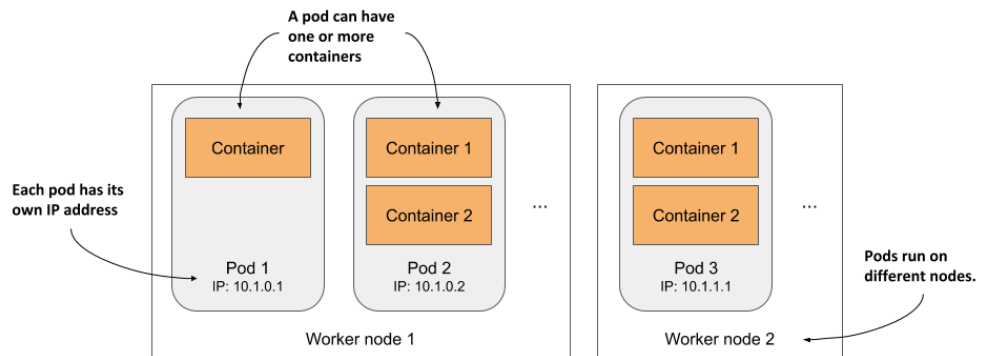 A pod can have
one or more
containers
Container
Container 1
Container 1
Each pod has its
own IP address
Container 2
...
Container 2
...
Pod 1
IP: 10.1.0.1
Pod 2
IP: 10.1.0.2
Pod 3
IP: 10.1.1.1
Pods run on
different nodes.
Worker node 1
Worker node 2